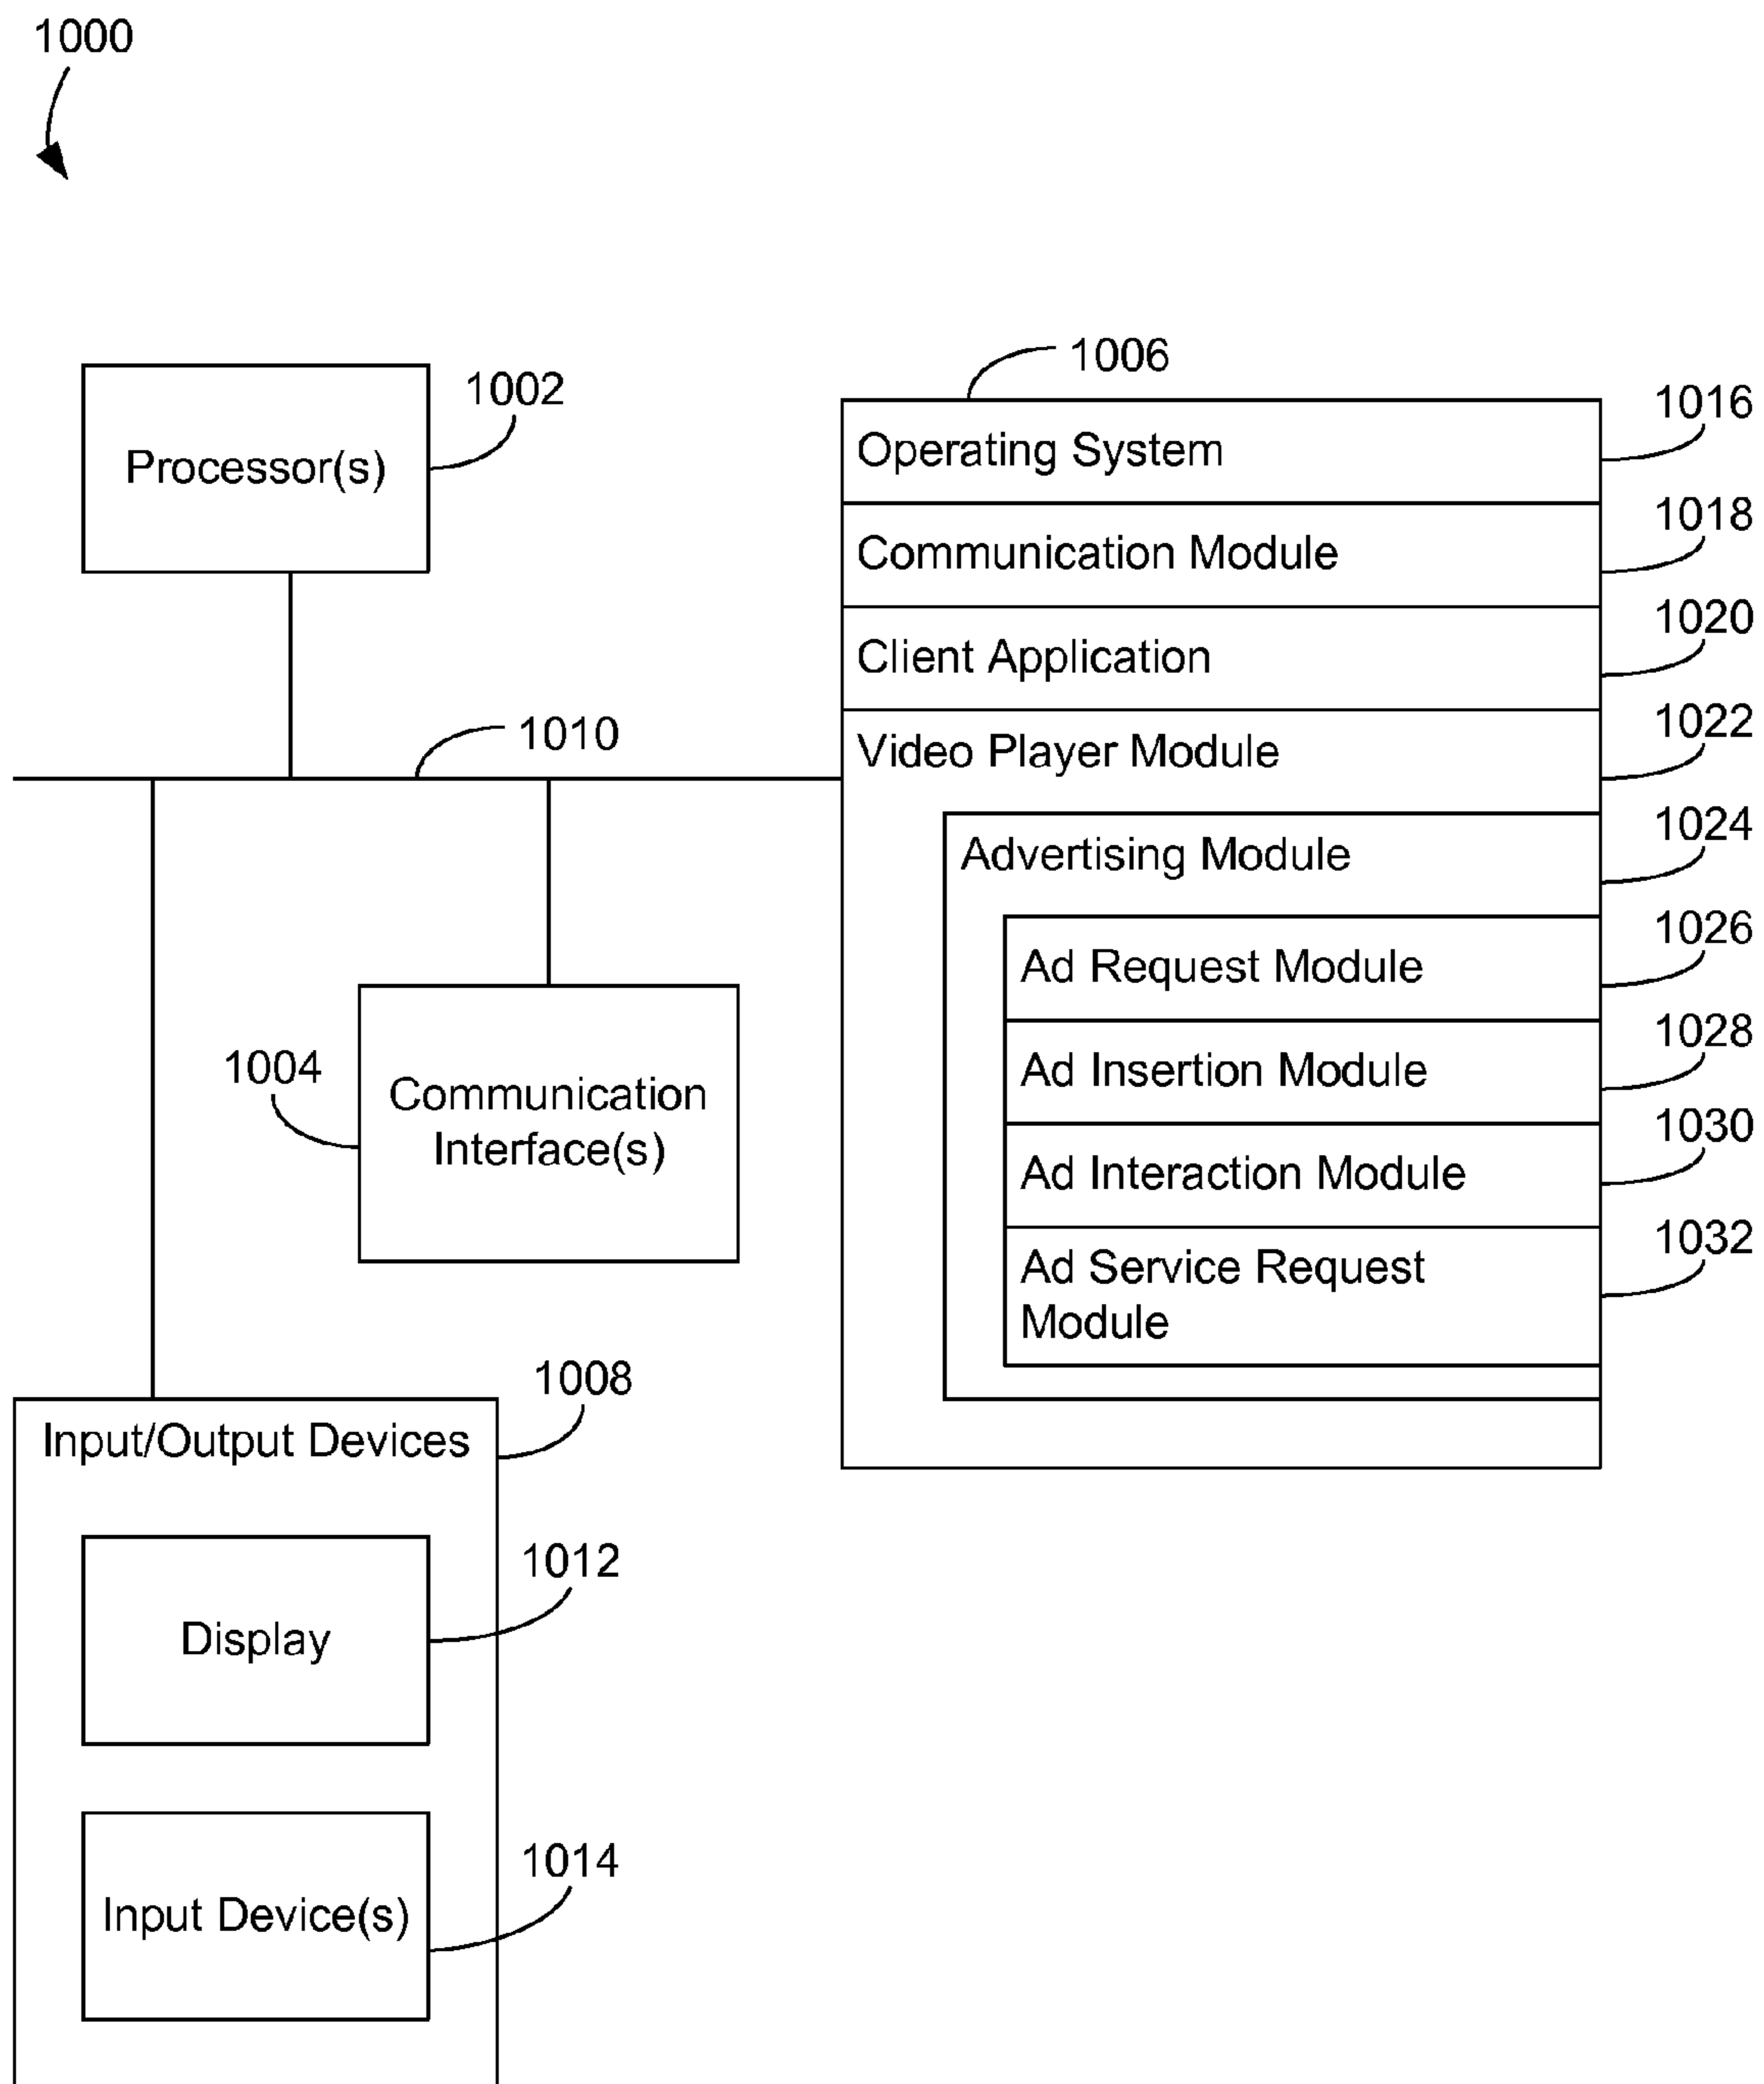 1000
1006
Processor(s)
1002
Operating System
1016
Communication Module
1018
Client Application
1020
1010
Video Player Module
1022
Advertising Module
1024
Ad Request Module
1026
Ad Insertion Module
1028
Ad Interaction Module
1030
Ad Service Request
Module
1032
1004
Communication
Interface(s)
1008
Input/Output Devices
Display
1012
Input Device(s)
1014